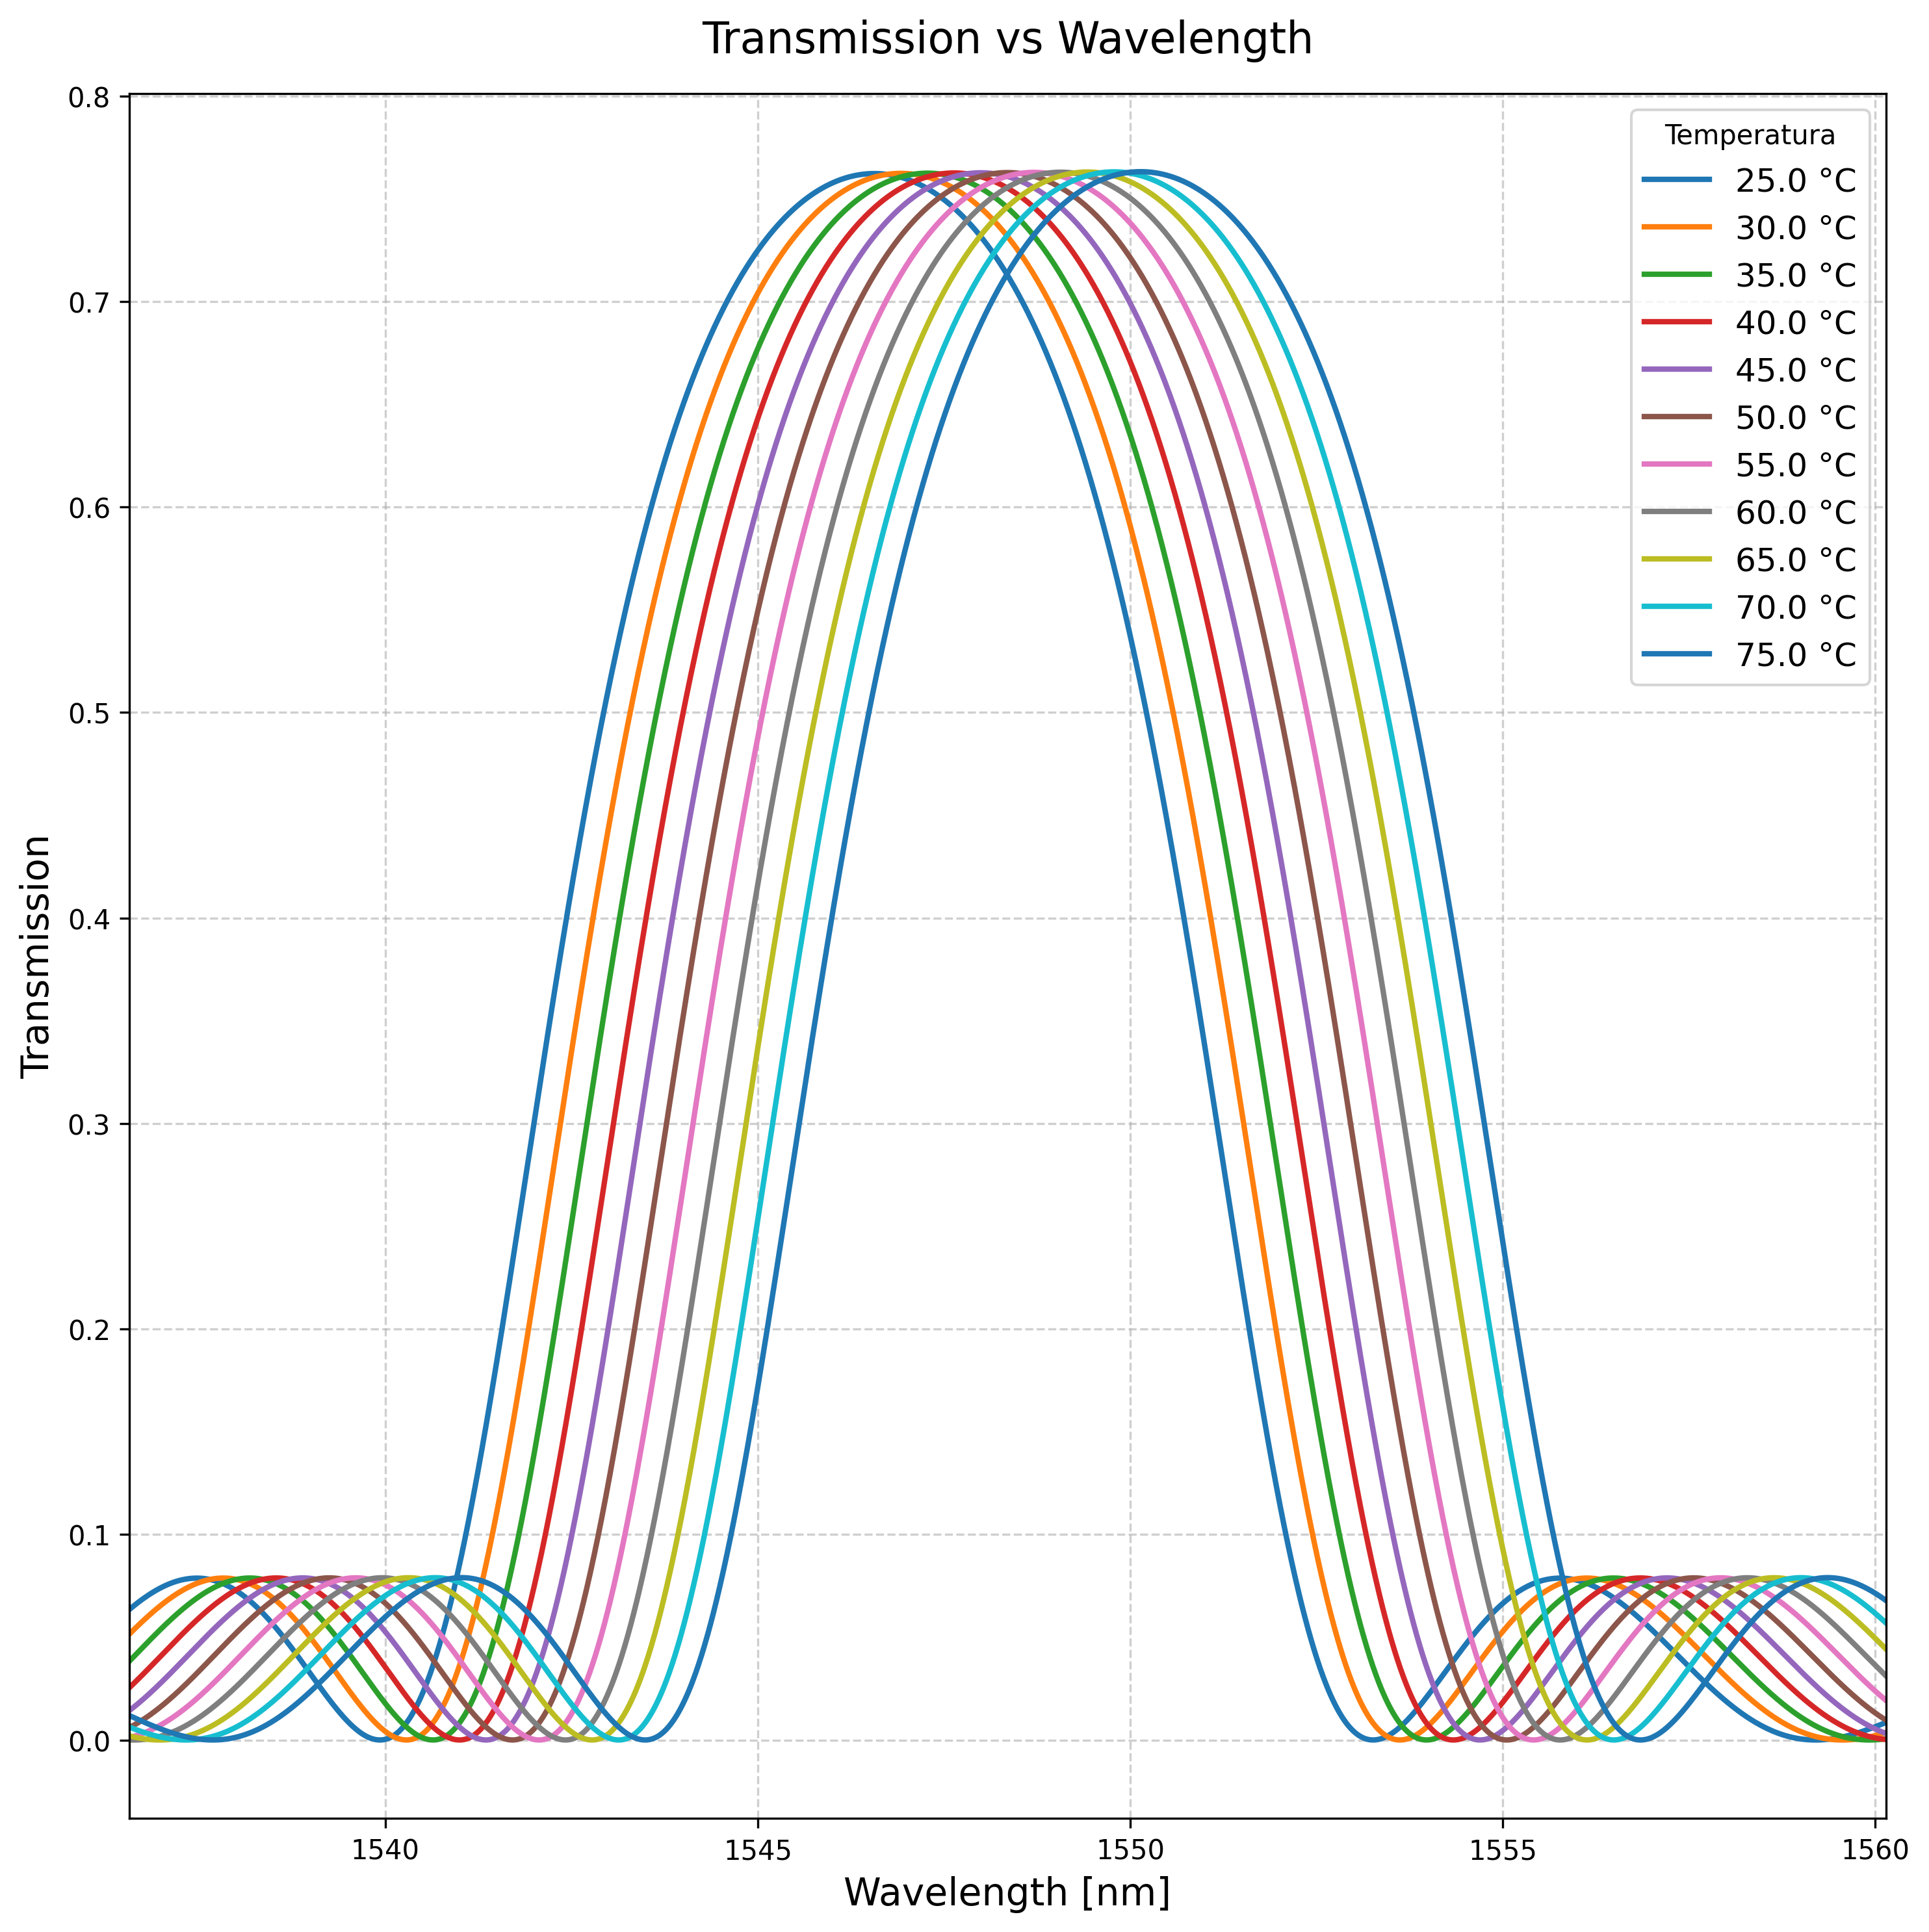 Transmission vs Wavelength
0.8
0.7
0.6
0.5
0.4
0.3
0.2
0.1
0.0
Transmission
Temperatura
25.0 °C
30.0 °C
35.0 °C
40.0 °C
45.0 °C
50.0 °C
55.0 °C
60.0 °C
65.0 °C
70.0 °C
75.0 °C
1540 1545 1550 1555 1560
Wavelength [nm]